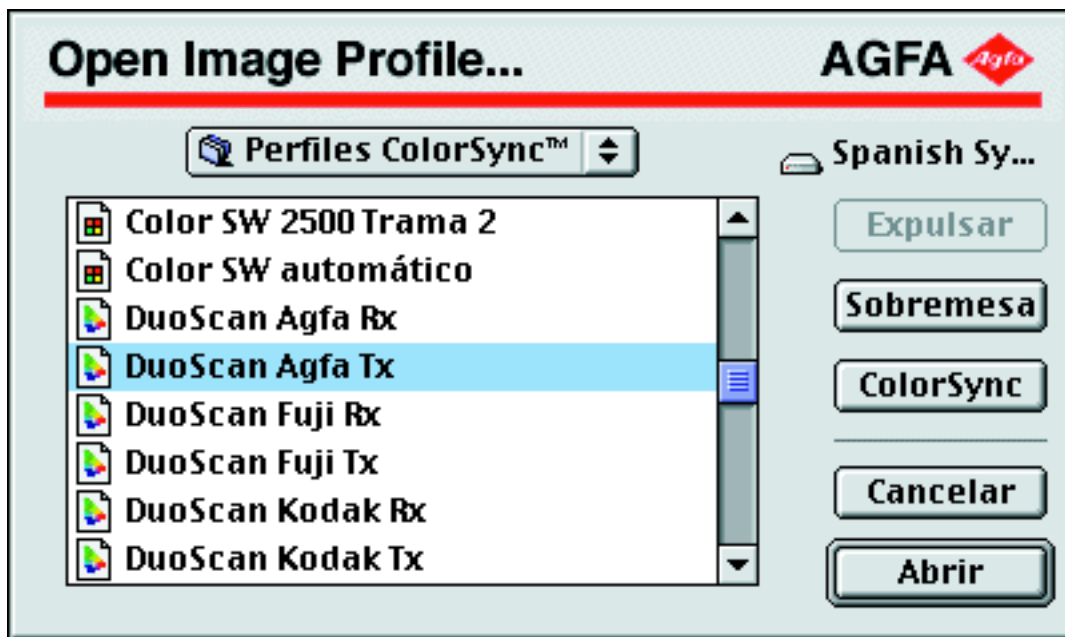 Open Image Profile...
AGFA Agfa
Perfiles ColorSync™
Spanish Sy...
Color SW 2500 Trama 2
Color SW automático
DuoScan Agfa Rx
DuoScan Agfa Tx
DuoScan Fuji Rx
DuoScan Fuji Tx
DuoScan Kodak Rx
DuoScan Kodak Tx
Expulsar
Sobremesa
ColorSync
Cancelar
Abrir